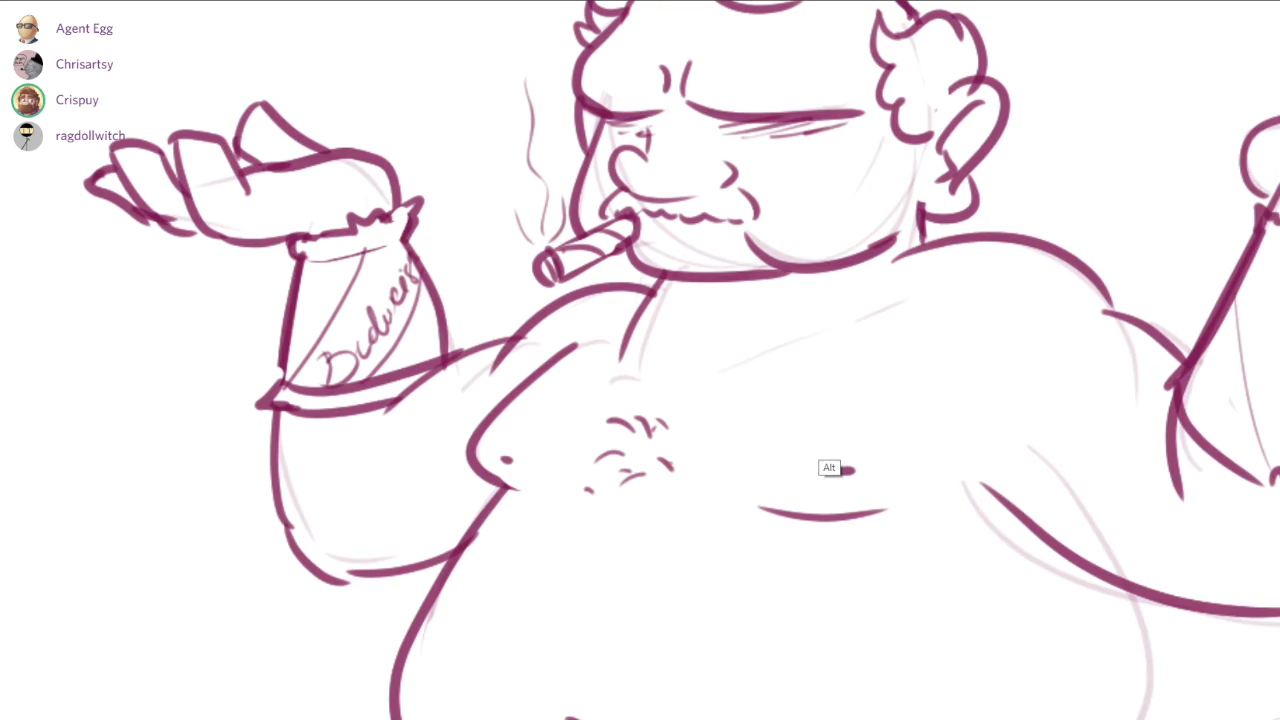 Agent Egg
Chrisartsy
Crispuy
ragdollwitch
Alt